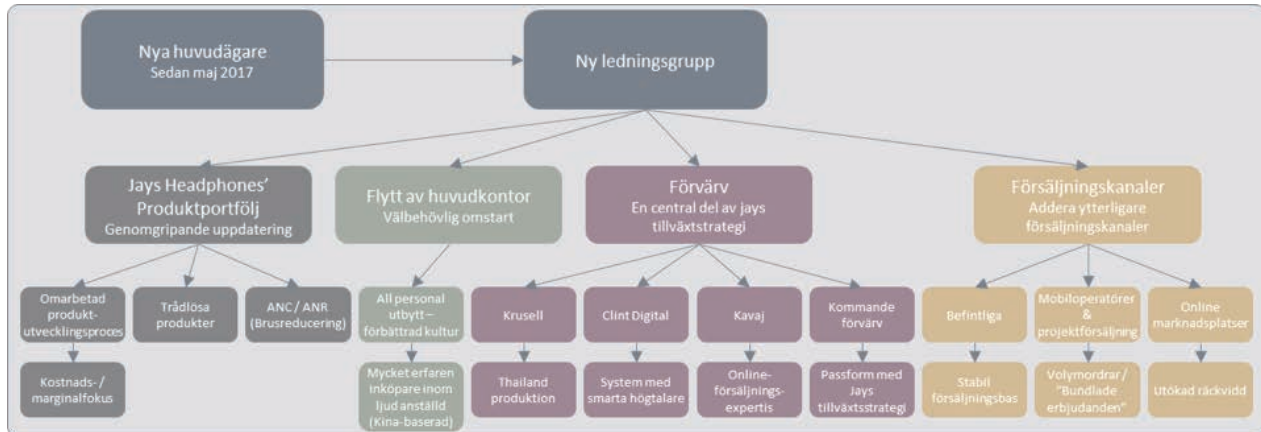 Nya huvudägare
Sedan maj 2017
Ny ledningsgrupp
Jays Headphones’
Produktportfölj
Genomgripande uppdatering
Flytt av huvudkontor
Välbehövlig omstart
Förvärv
En central del av jays
tillväxtstrategi
Försäljningskanaler
Addera ytterligare
försäljningskanaler
Omarbetad
produkt-
utvecklingsproces
Trådlösa
produkter
ANC / ANR
(Brusreducering)
All personal
utbytt –
förbättrad kultur
Krusell
Clint Digital
Kavaj
Kommande
förvärv
Befintliga
Mobiloperatörer
&
projektförsäljning
Online
marknadsplatser
Kostnads- /
marginalfokus
Mycket erfaren
inköpare inom
ljud anställd
(Kina-baserad)
Thailand
produktion
System med
smarta högtalare
Online-
försäljnings-
expertis
Passform med
Jays
tillväxtsstrategi
Stabil
försäljningsbas
Volymordrar /
”Bundlade
erbjudanden”
Utökad räckvidd